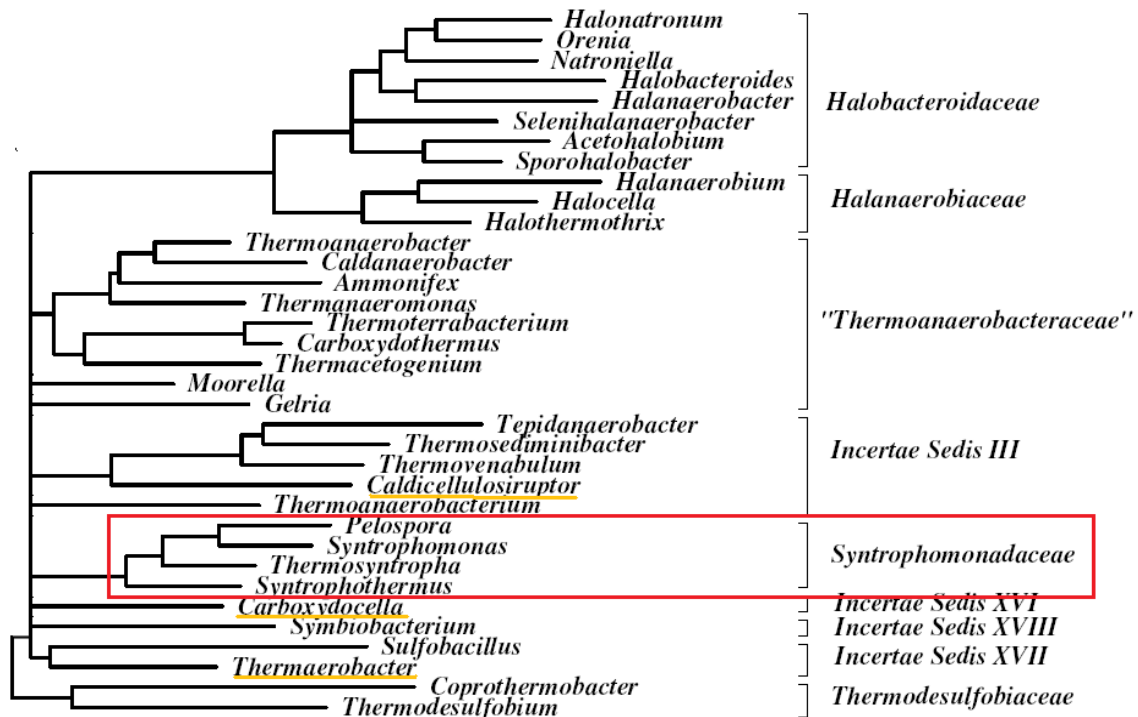 Halonatronum
Orenia
Natroniella
Halobacteroides
Halanaerobacter
Selenihalanaerobacter
Acetohalobium
Sporohalobacter
Halobacteroidaceae
Halanaerobium
Halocella
Halothermothrix
Halanaerobiaceae
Thermoanaerobacter
Caldanaerobacter
Ammonifex
Thermanaeromonas
Thermoterrabacterium
Carboxydothermus
Thermacetogenium
Moorella
Gelria
"Thermoanaerobacteraceae"
Tepidanaerobacter
Thermosediminibacter
Thermovenabulum
Caldicellulosiruptor
Thermoanaerobacterium
Incertae Sedis III
Pelospora
Syntrophomonas
Thermosyntropha
Syntrophothermus
Syntrophomonadaceae
Carboxydocella
Incertae Sedis XVI
Symbiobacterium
Incertae Sedis XVIII
Sulfobacillus
Thermaerobacter
Incertae Sedis XVII
Coprothermobacter
Thermodesulfobium
Thermodesulfobiaceae